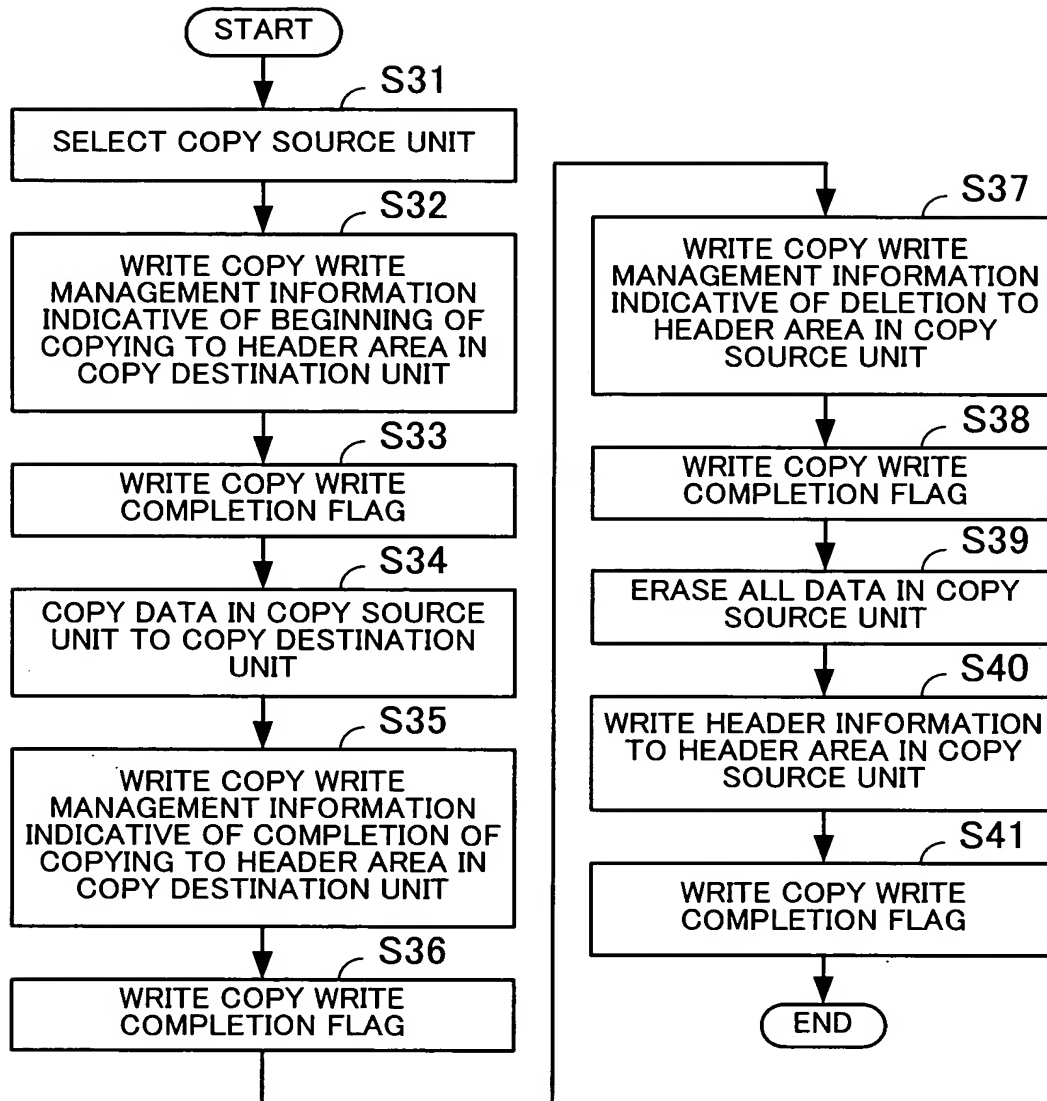 START
S31
SELECT COPY SOURCE UNIT
S32
WRITE COPY WRITE
MANAGEMENT INFORMATION
INDICATIVE OF BEGINNING OF
COPYING TO HEADER AREA IN
COPY DESTINATION UNIT
S33
WRITE COPY WRITE
COMPLETION FLAG
S34
COPY DATA IN COPY SOURCE
UNIT TO COPY DESTINATION
UNIT
S35
WRITE COPY WRITE
MANAGEMENT INFORMATION
INDICATIVE OF COMPLETION OF
COPYING TO HEADER AREA IN
COPY DESTINATION UNIT
S36
WRITE COPY WRITE
COMPLETION FLAG
S37
WRITE COPY WRITE
MANAGEMENT INFORMATION
INDICATIVE OF DELETION TO
HEADER AREA IN COPY
SOURCE UNIT
S38
WRITE COPY WRITE
COMPLETION FLAG
S39
ERASE ALL DATA IN COPY
SOURCE UNIT
S40
WRITE HEADER INFORMATION
TO HEADER AREA IN COPY
SOURCE UNIT
S41
WRITE COPY WRITE
COMPLETION FLAG
END